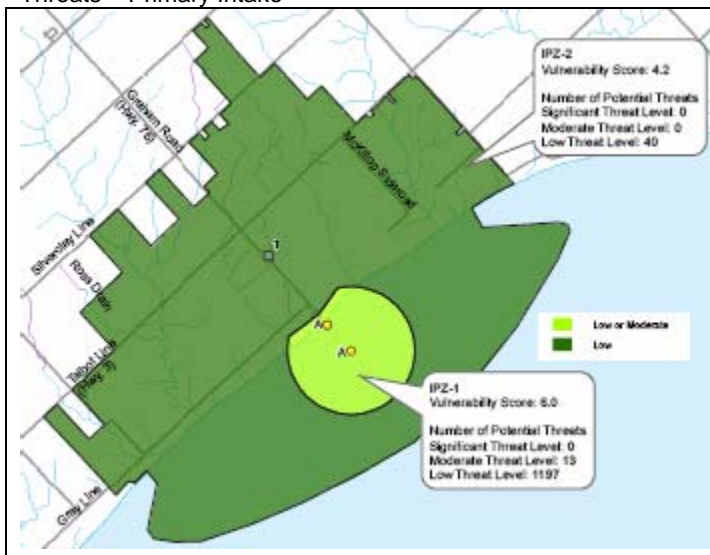 Threats – Primary Intake
IPZ-2
Vulnerability Score: 4.2
Number of Potential Threats
Significant Threat Level: 0
Moderate Threat Level: 0
Low Threat Level: 40
Graham Road
(Hwy. 76)
McKillop Sideroad
1
Silverclay Line
Ross Drain
A
A
Low or Moderate
Low
Talbot Line
(Hwy. 3)
IPZ-1
Vulnerability Score: 6.0
Number of Potential Threats
Significant Threat Level: 0
Moderate Threat Level: 13
Low Threat Level: 1197
Gray Line